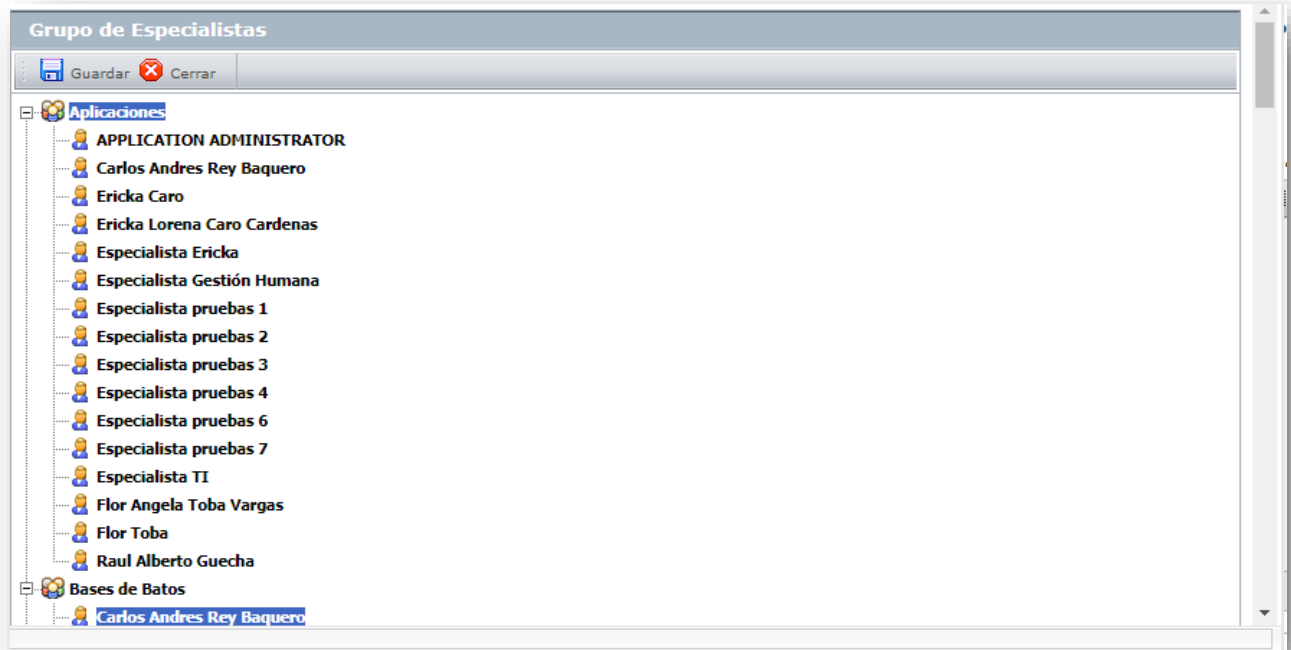 Grupo de Especialistas
Guardar Cerrar
Aplicaciones
APPLICATION ADMINISTRATOR
Carlos Andres Rey Baquero
Ericka Caro
Ericka Lorena Caro Cardenas
Especialista Ericka
Especialista Gestión Humana
Especialista pruebas 1
Especialista pruebas 2
Especialista pruebas 3
Especialista pruebas 4
Especialista pruebas 6
Especialista pruebas 7
Especialista TI
Flor Angela Toba Vargas
Flor Toba
Raul Alberto Guecha
Bases de Batos
Carlos Andres Rey Baquero